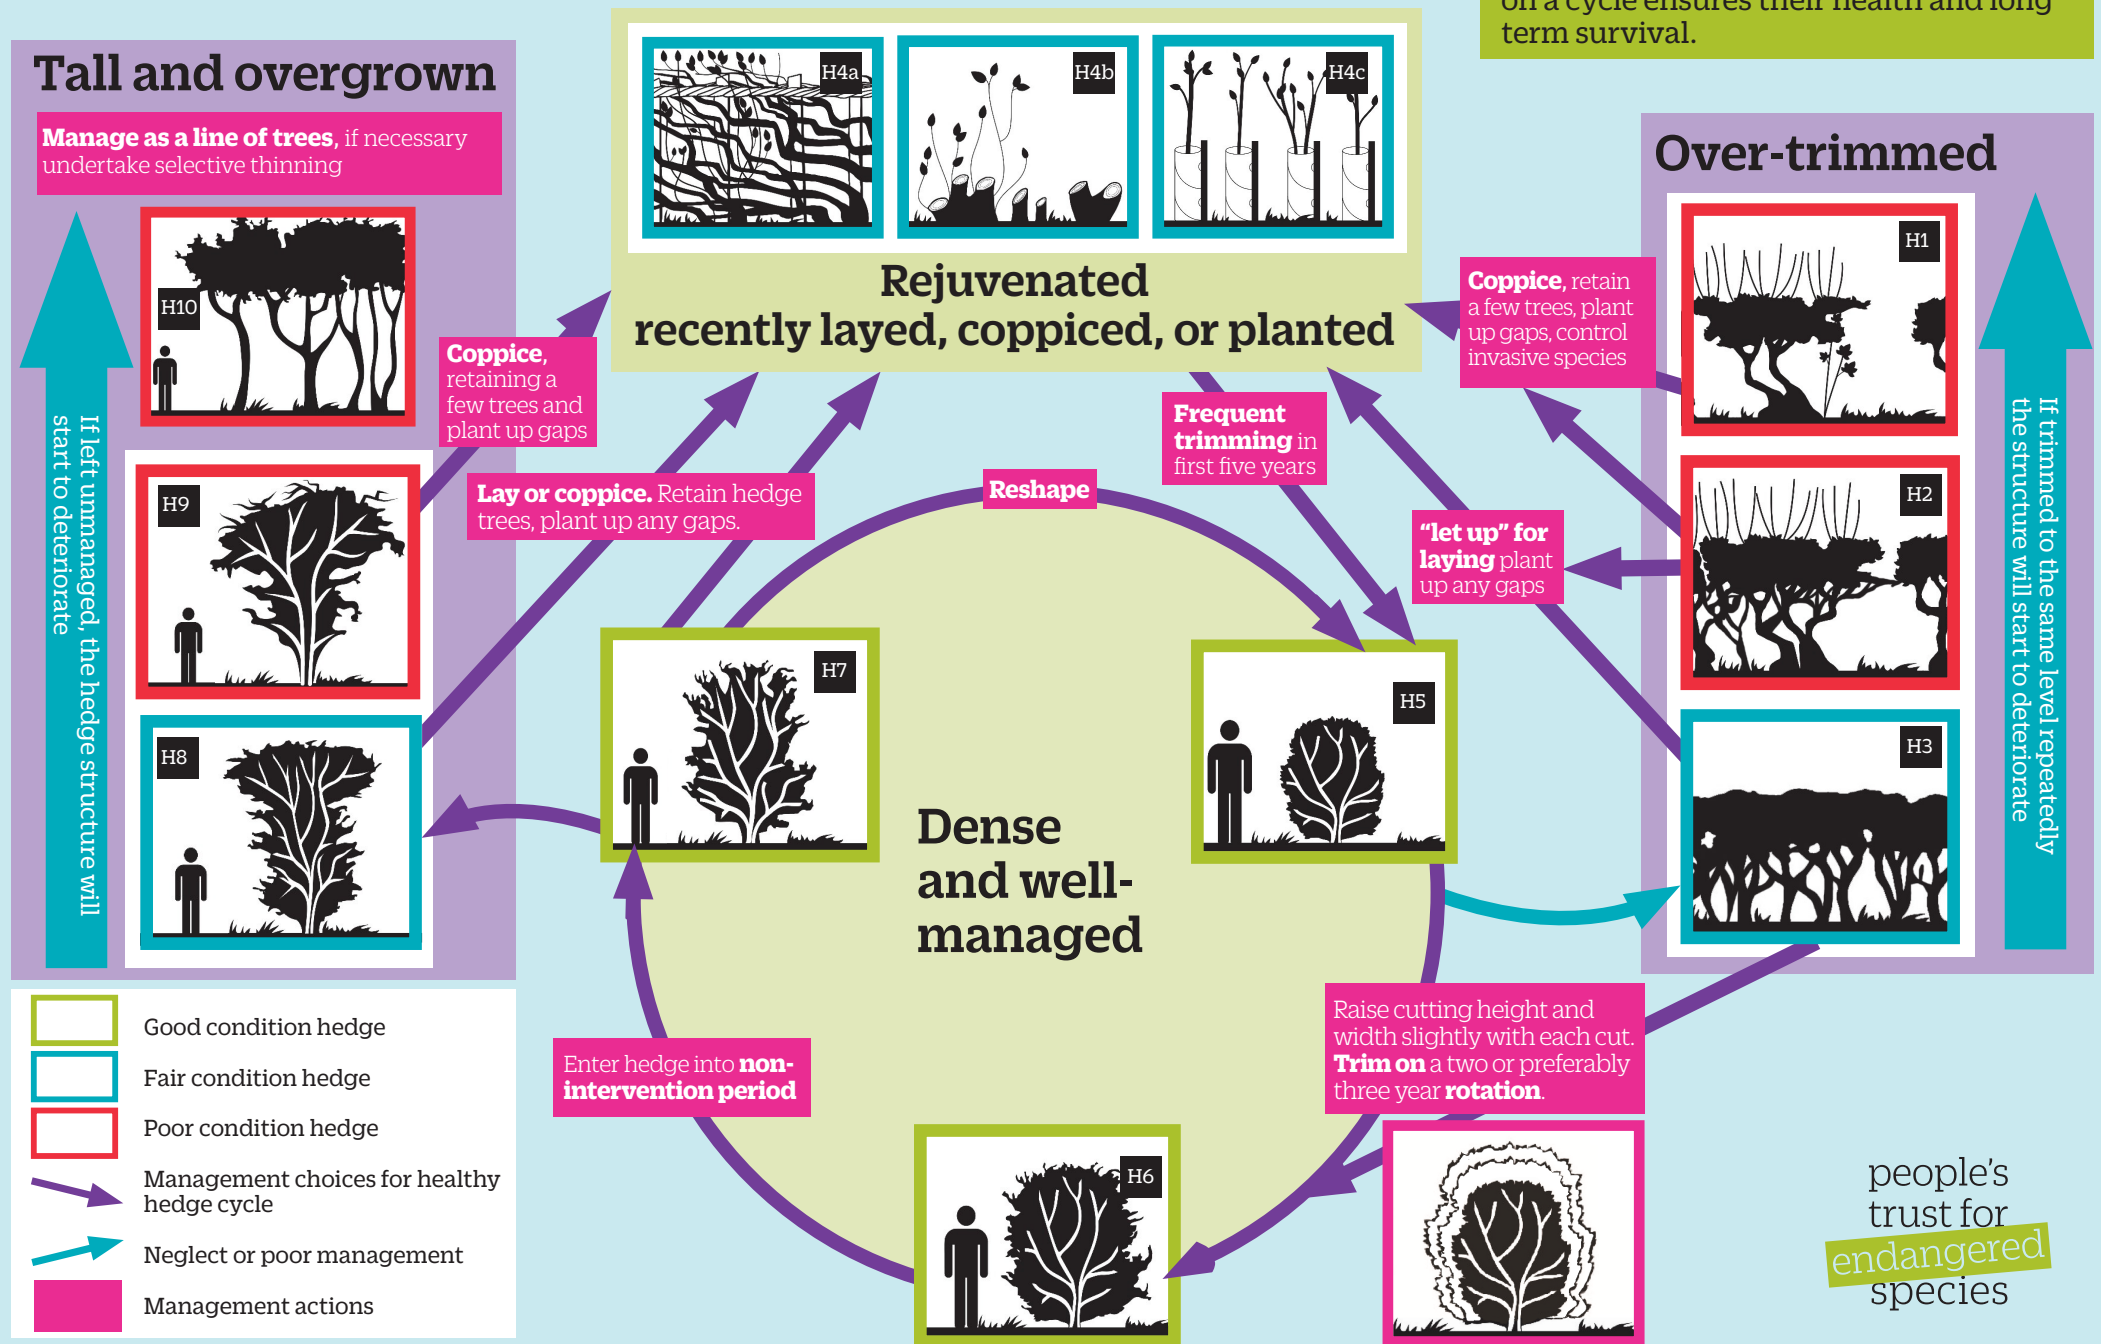 on a cycle ensures their health and long
term survival.
Tall and overgrown
Manage as a line of trees, if necessary
undertake selective thinning
H10
H9
H8
If left unmanaged, the hedge structure will
start to deteriorate
Coppice,
retaining a
few trees and
plant up gaps
Lay or coppice. Retain hedge
trees, plant up any gaps.
H4a
H4b
H4c
Rejuvenated
recently layed, coppiced, or planted
Frequent
trimming in
first five years
Reshape
"let up" for
laying plant
up any gaps
Coppice, retain
a few trees, plant
up gaps, control
invasive species
Over-trimmed
H1
H2
H3
If trimmed to the same level repeatedly
the structure will start to deteriorate
H7
H5
Dense
and well-
managed
Enter hedge into non-
intervention period
H6
Raise cutting height and
width slightly with each cut.
Trim on a two or preferably
three year rotation.
Good condition hedge
Fair condition hedge
Poor condition hedge
Management choices for healthy
hedge cycle
Neglect or poor management
Management actions
people's
trust for
endangered
species